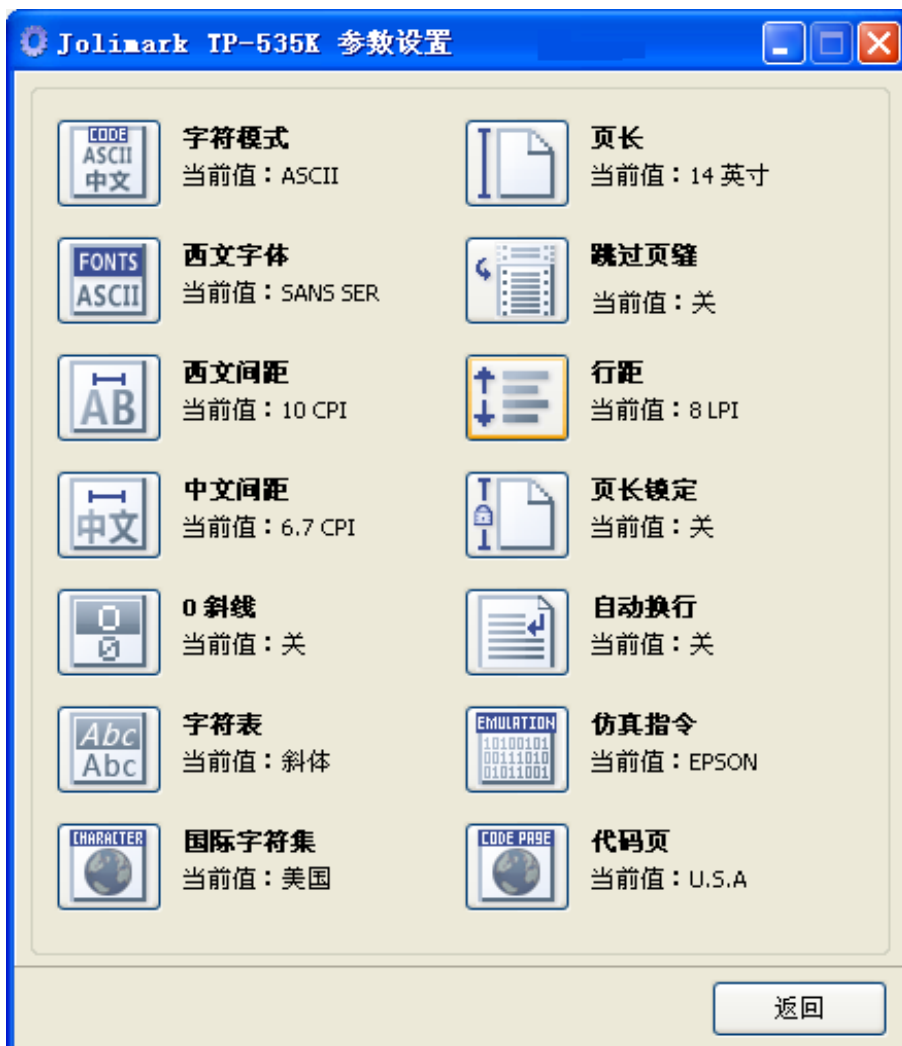 Jolimark TP-535K 参数设置
CODE
ASCII
中文
字符模式
当前值：ASCII
页长
当前值：14 英寸
FONTS
ASCII
西文字体
当前值：SANS SER
跳过页缝
当前值：关
AB
西文间距
当前值：10 CPI
行距
当前值：8 LPI
中文
中文间距
当前值：6.7 CPI
页长锁定
当前值：关
0
0
0 斜线
当前值：关
自动换行
当前值：关
Abc
Abc
字符表
当前值：斜体
EMULATION
10100101
00111010
01011001
仿真指令
当前值：EPSON
CHARACTER
国际字符集
当前值：美国
CODE PAGE
代码页
当前值：U.S.A
返回